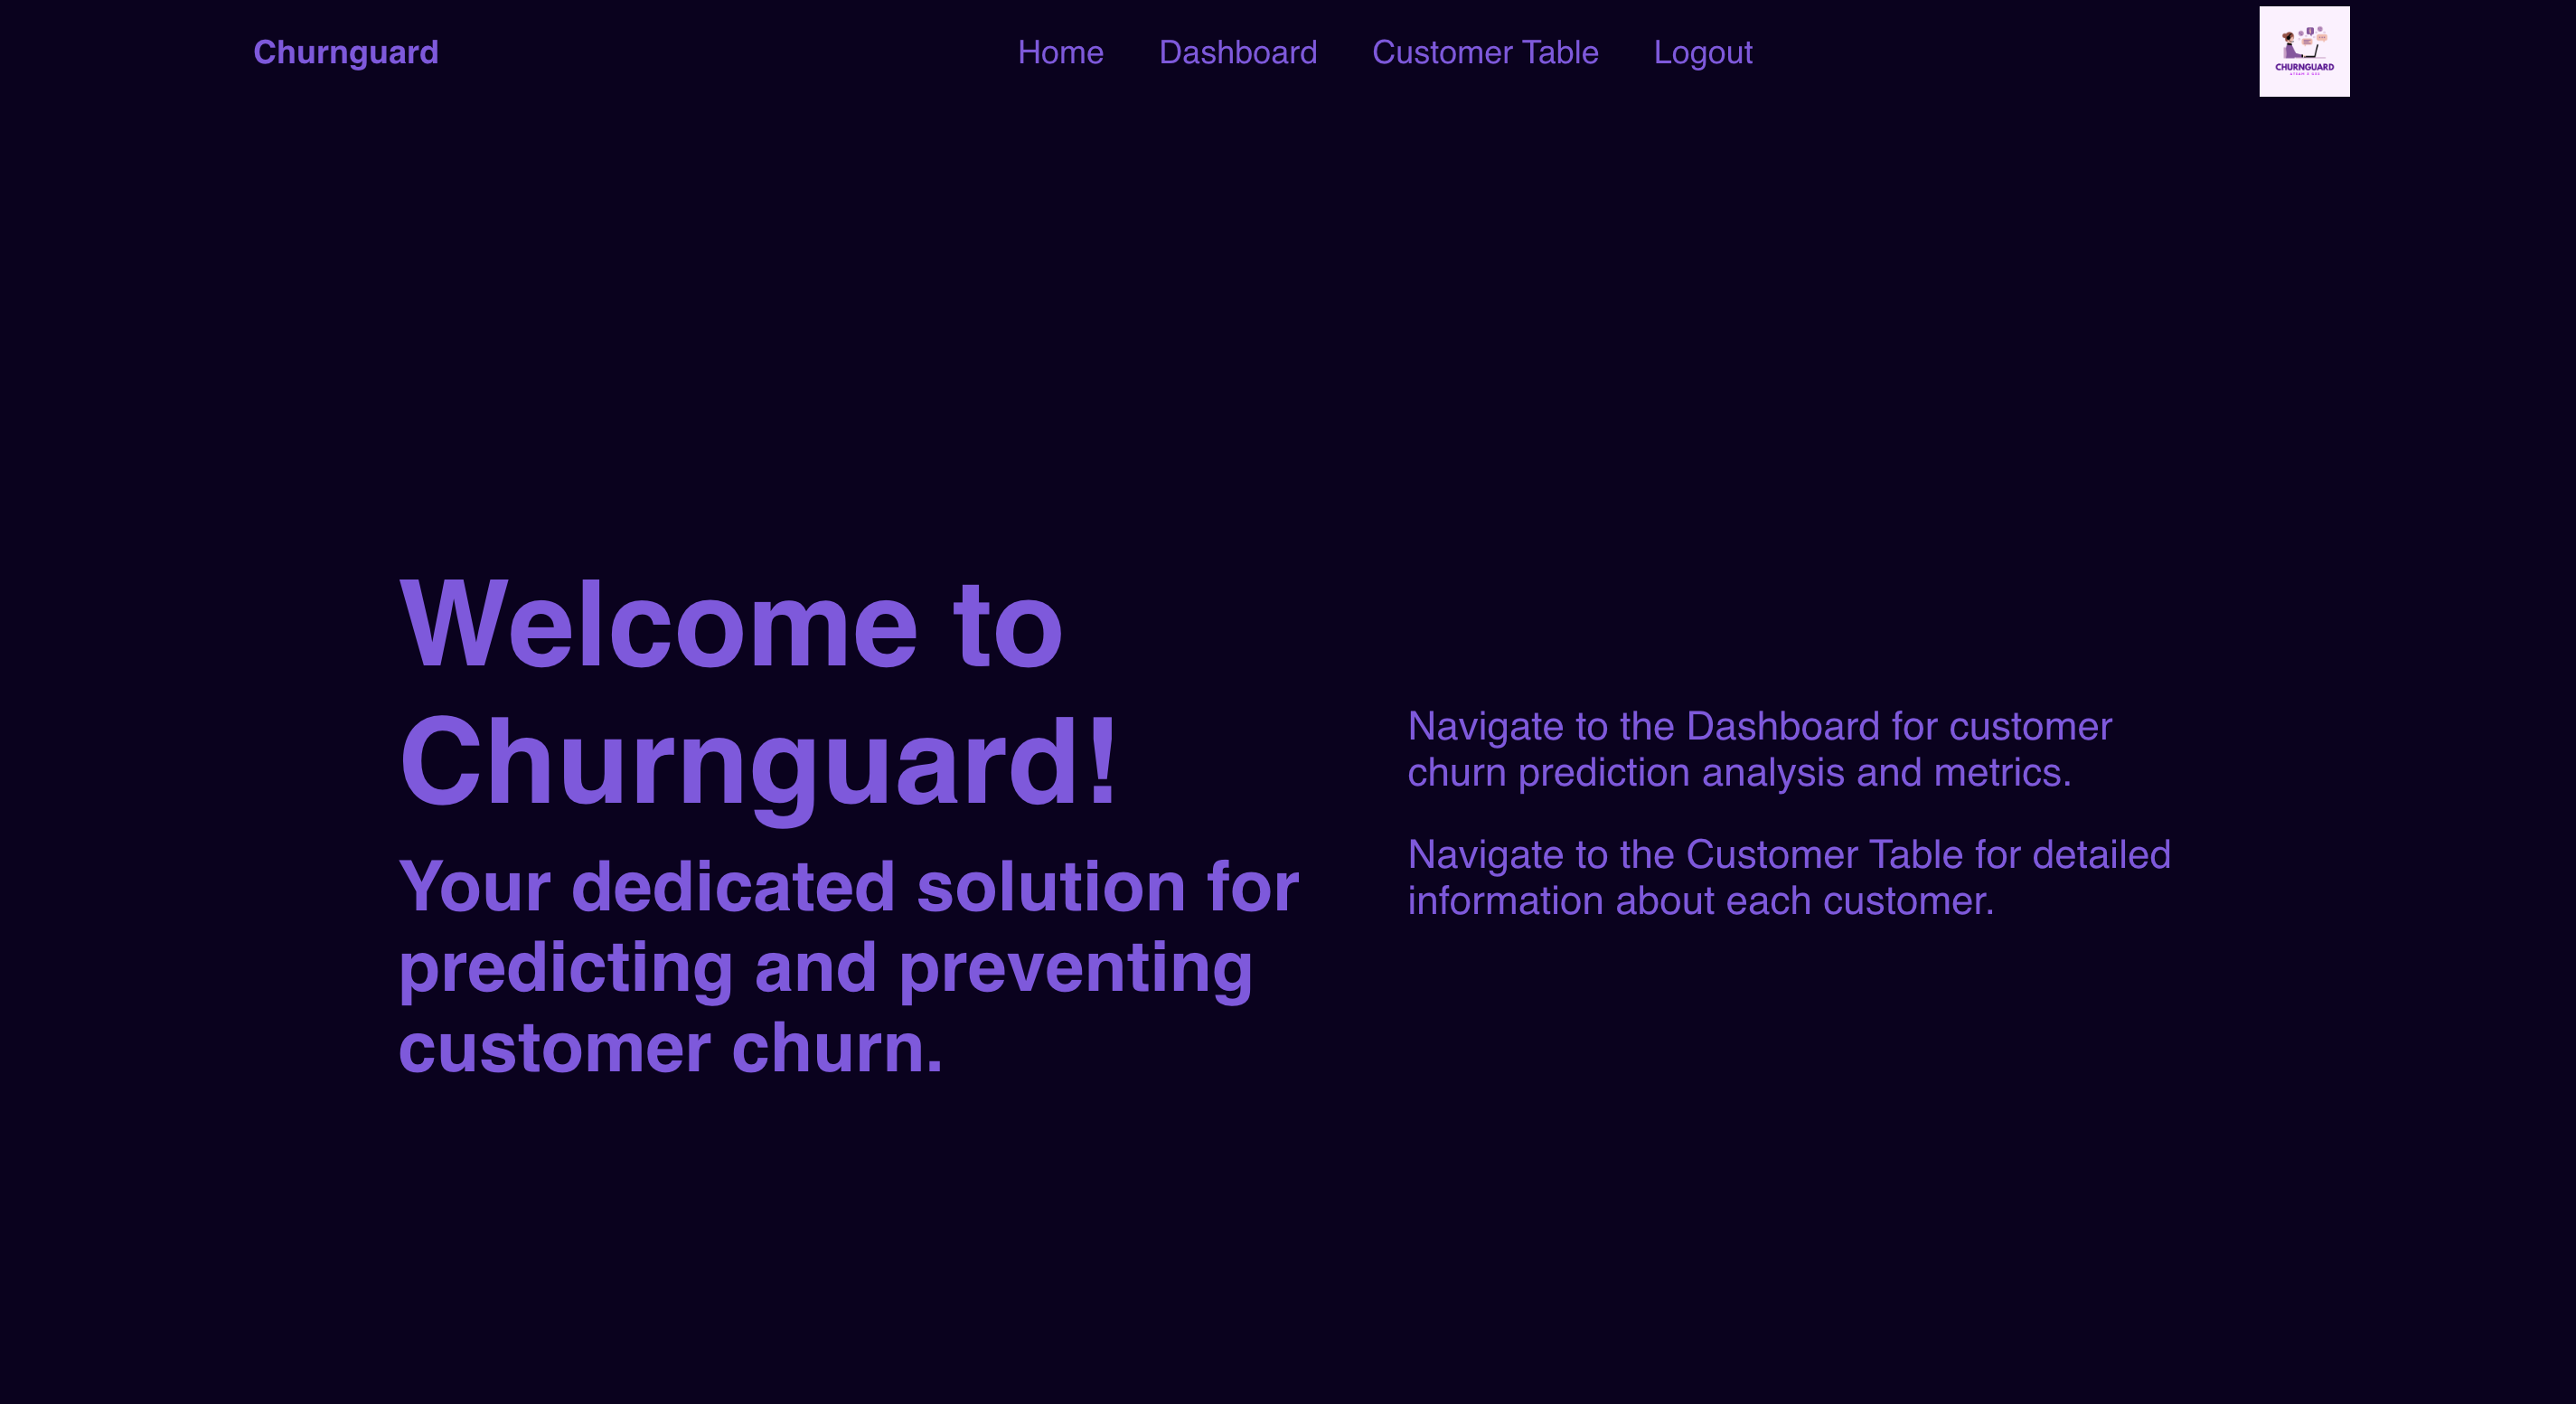 Churnguard
Home
Dashboard
Customer Table
Logout
CHURNGUARD
Welcome to
Churnguard!
Your dedicated solution for
predicting and preventing
customer churn.
Navigate to the Dashboard for customer
churn prediction analysis and metrics.
Navigate to the Customer Table for detailed
information about each customer.